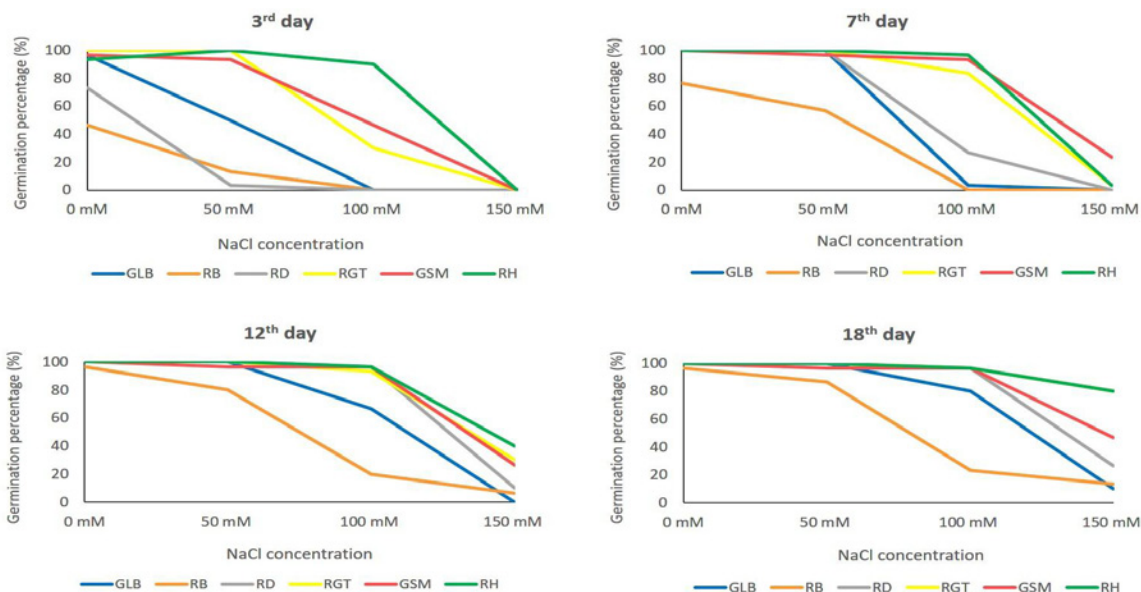 3rd day
Germination percentage (%)
100
80
60
40
20
0
0 mM 50 mM 100 mM 150 mM
NaCl concentration
GLB RB RD RGT GSM RH
7th day
Germination percentage (%)
100
80
60
40
20
0
0 mM 50 mM 100 mM 150 mM
NaCl concentration
GLB RB RD RGT GSM RH
12th day
Germination percentage (%)
100
80
60
40
20
0
0 mM 50 mM 100 mM 150 mM
NaCl concentration
GLB RB RD RGT GSM RH
18th day
Germination percentage (%)
100
80
60
40
20
0
0 mM 50 mM 100 mM 150 mM
NaCl concentration
GLB RB RD RGT GSM RH